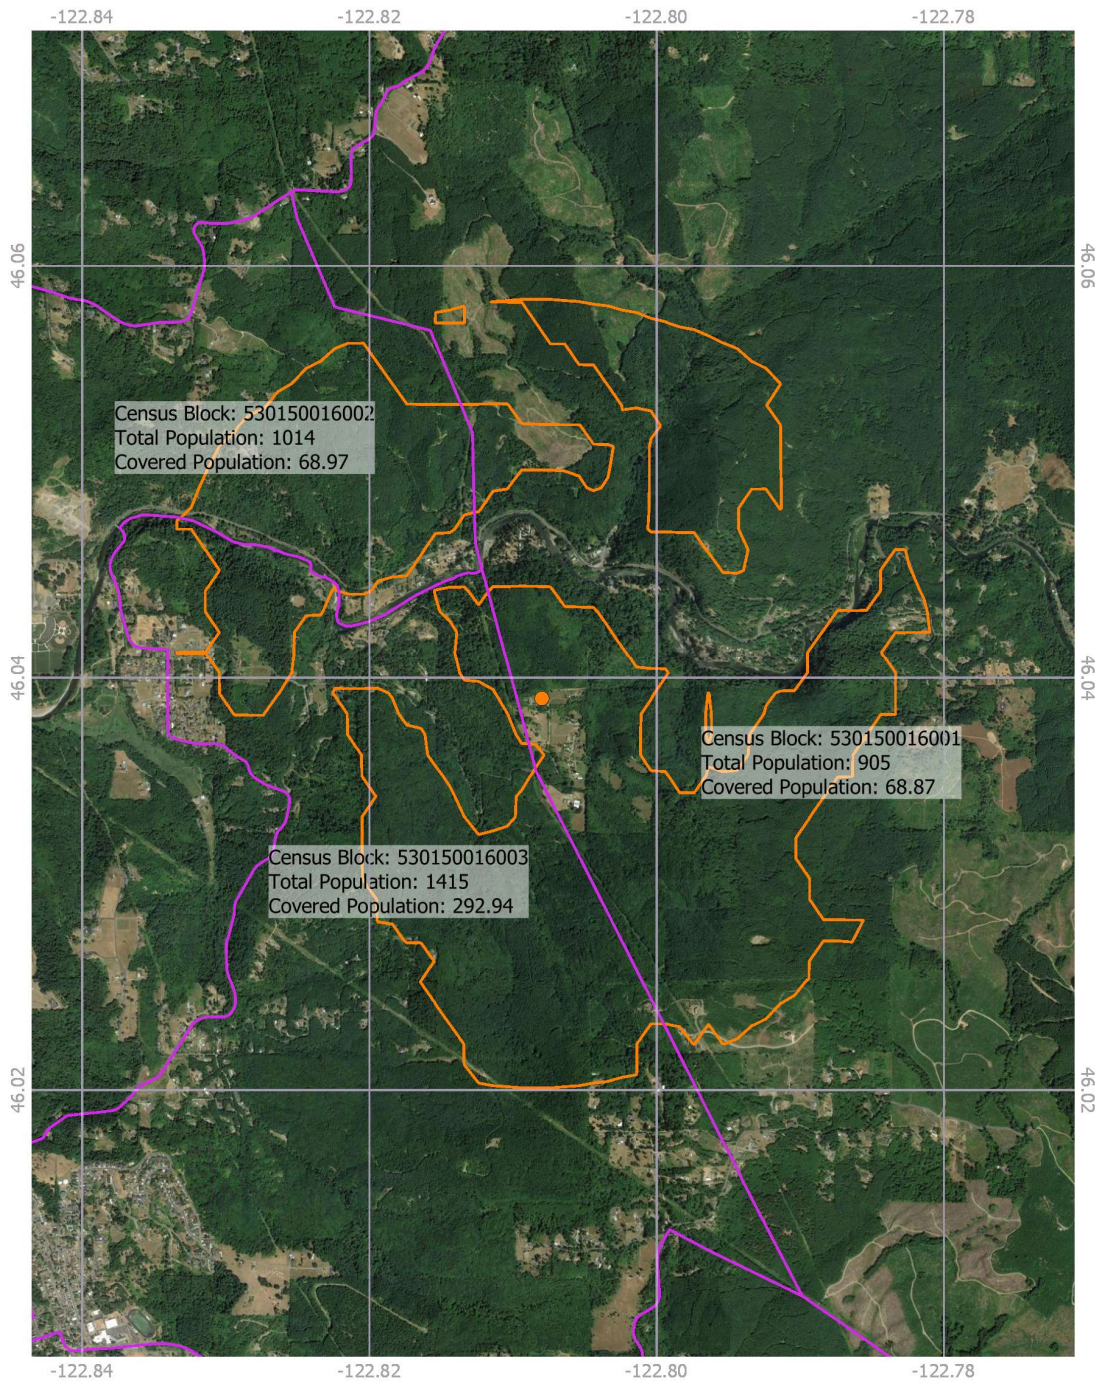 -122.84
-122.82
-122.80
-122.78
46.06
46.06
Census Block: 530150016002
Total Population: 1014
Covered Population: 68.97
46.04
46.04
Census Block: 530150016001
Total Population: 905
Covered Population: 68.87
Census Block: 530150016003
Total Population: 1415
Covered Population: 292.94
46.02
46.02
-122.84
-122.82
-122.80
-122.78